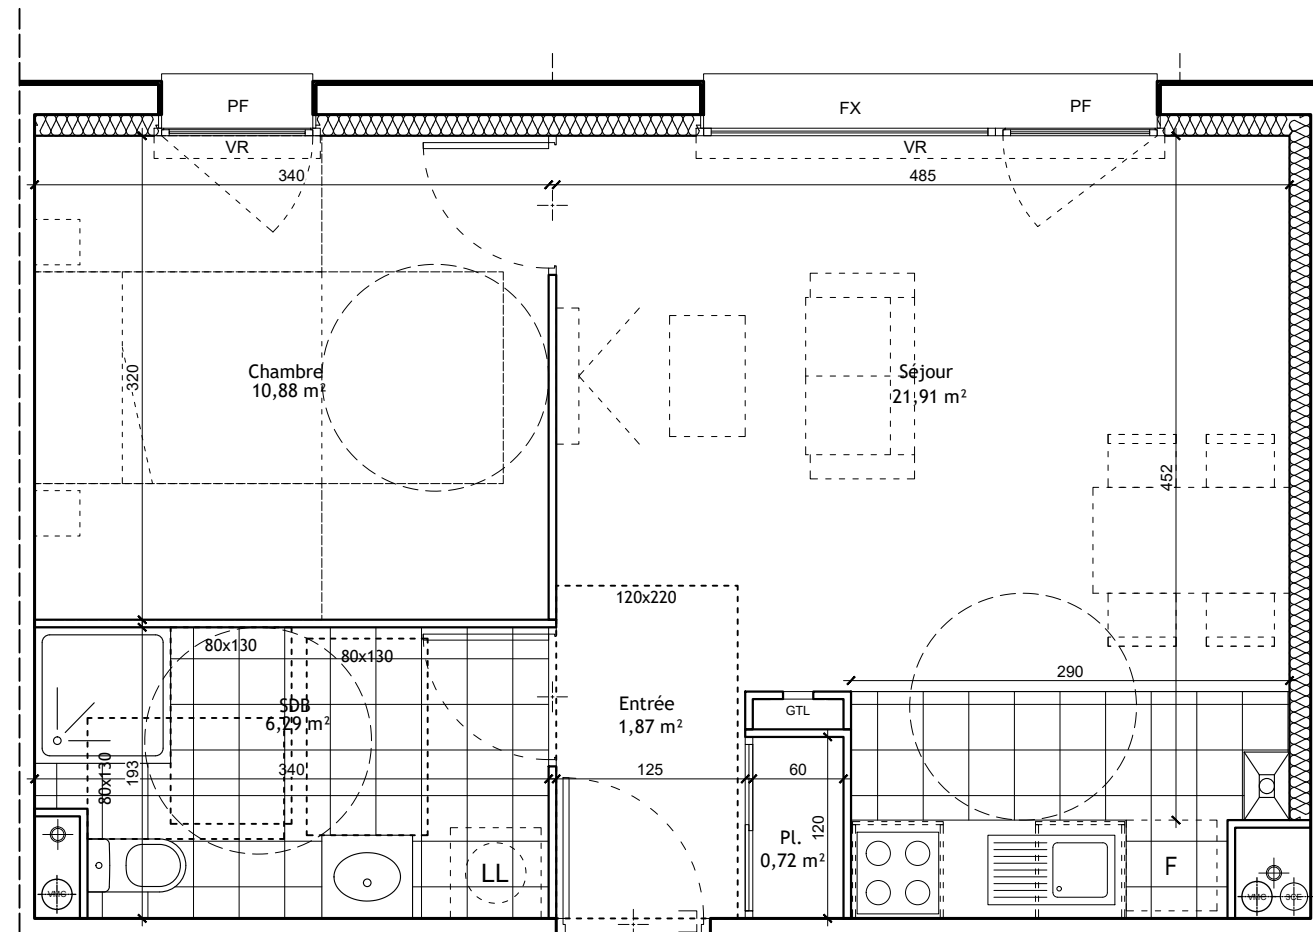 PF
FX
PF
VR
VR
340
485
Chambre
10,88 m²
320
Séjour
21,91 m²
452
120x220
80x130
80x130
290
SDB
6,29 m²
Entrée
1,87 m²
GTL
80x130
193
340
125
60
120
Pl.
0,72 m²
LL
F
VMC
VMC
3CE